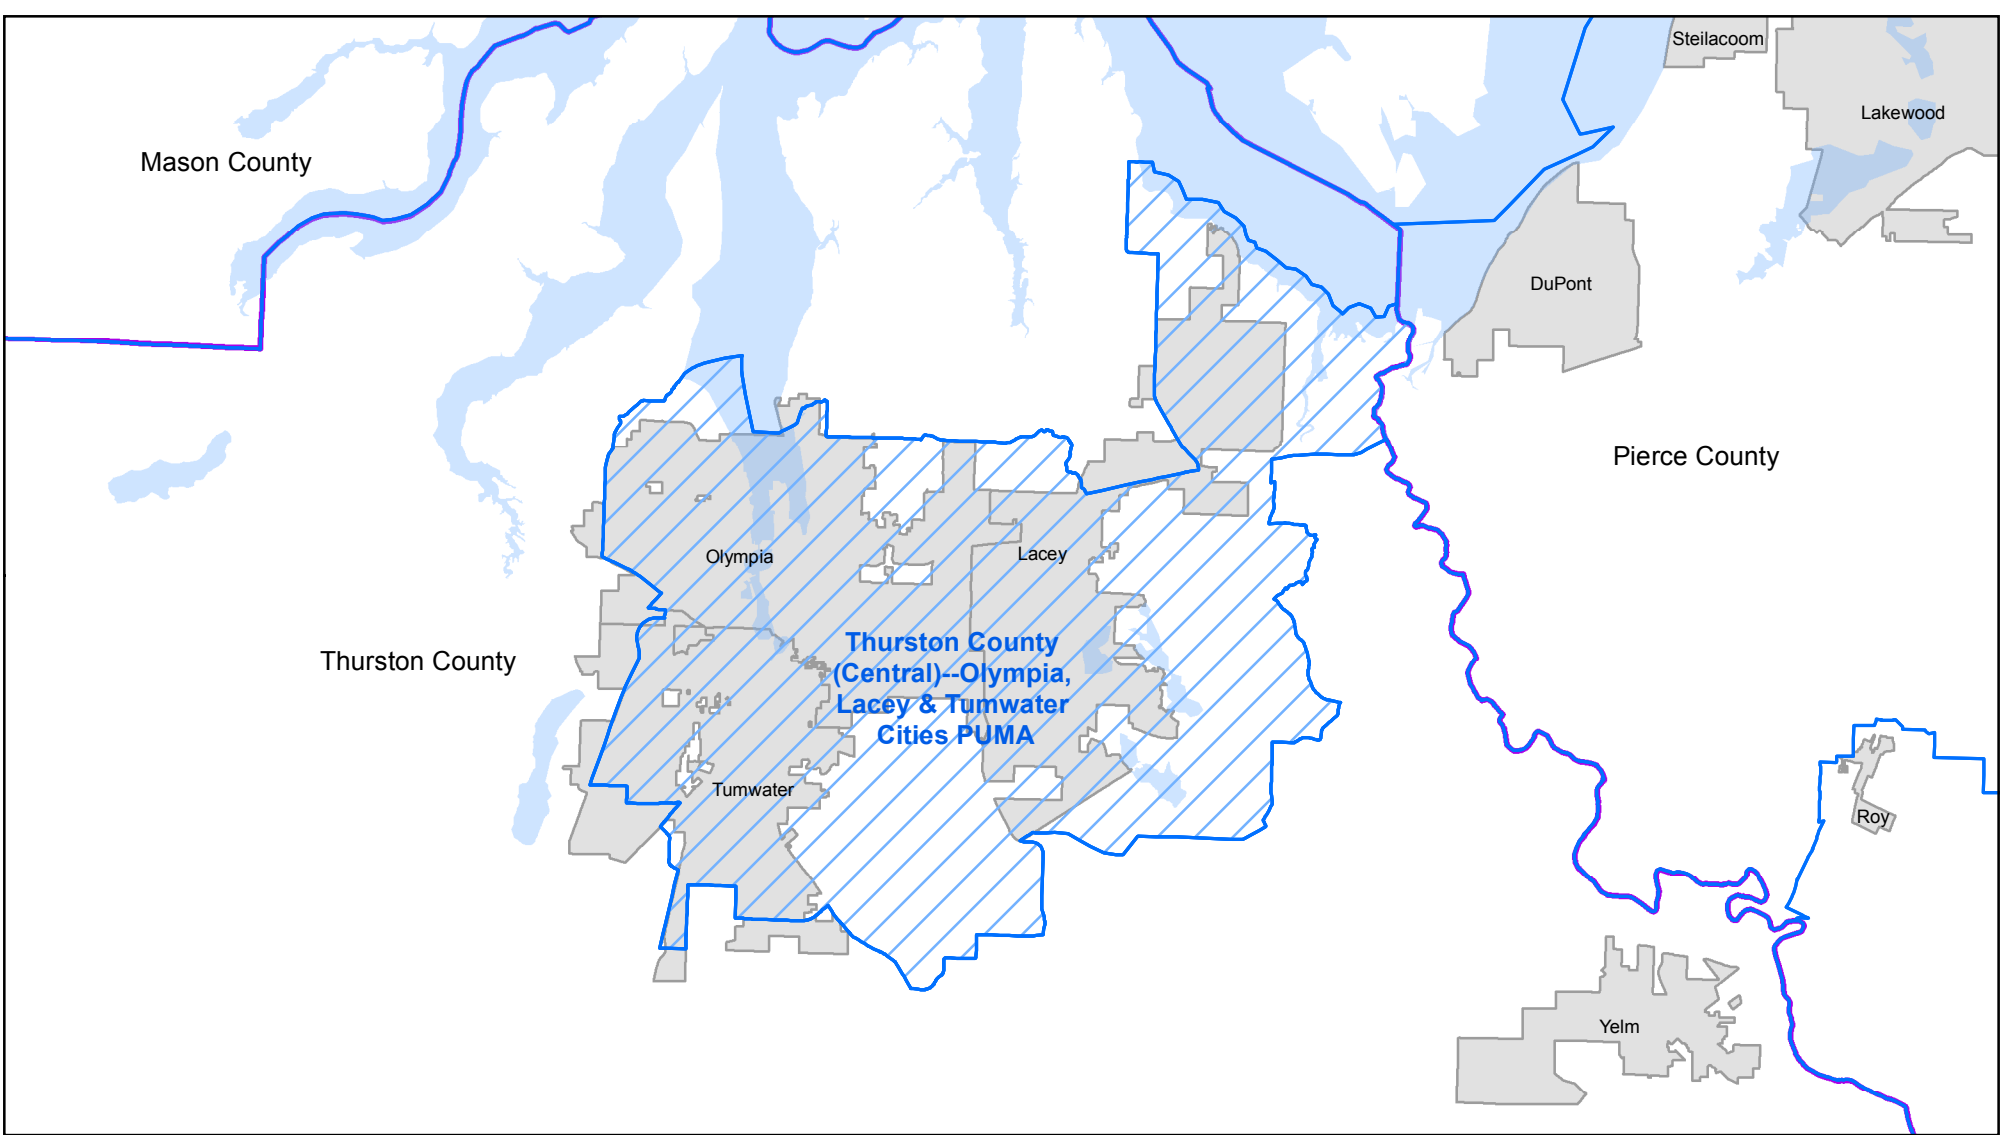 Steilacoom
Lakewood
Mason County
DuPont
Pierce County
Olympia
Lacey
Thurston County
Thurston County
(Central)--Olympia,
Lacey & Tumwater
Cities PUMA
Tumwater
Roy
Yelm